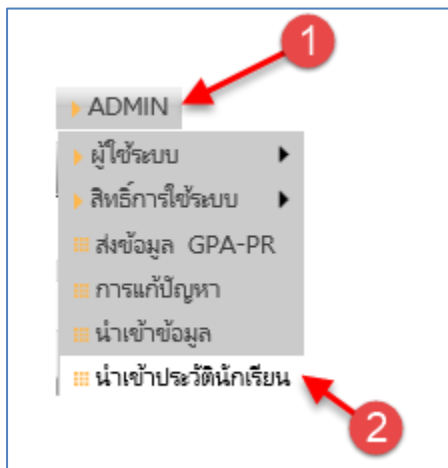 1
ADMIN
ผู้ใช้ระบบ
สิทธิ์การใช้ระบบ
ส่งข้อมูล GPA-PR
การแก้ปัญหา
นำเข้าข้อมูล
นำเข้าประวัตินักเรียน
2